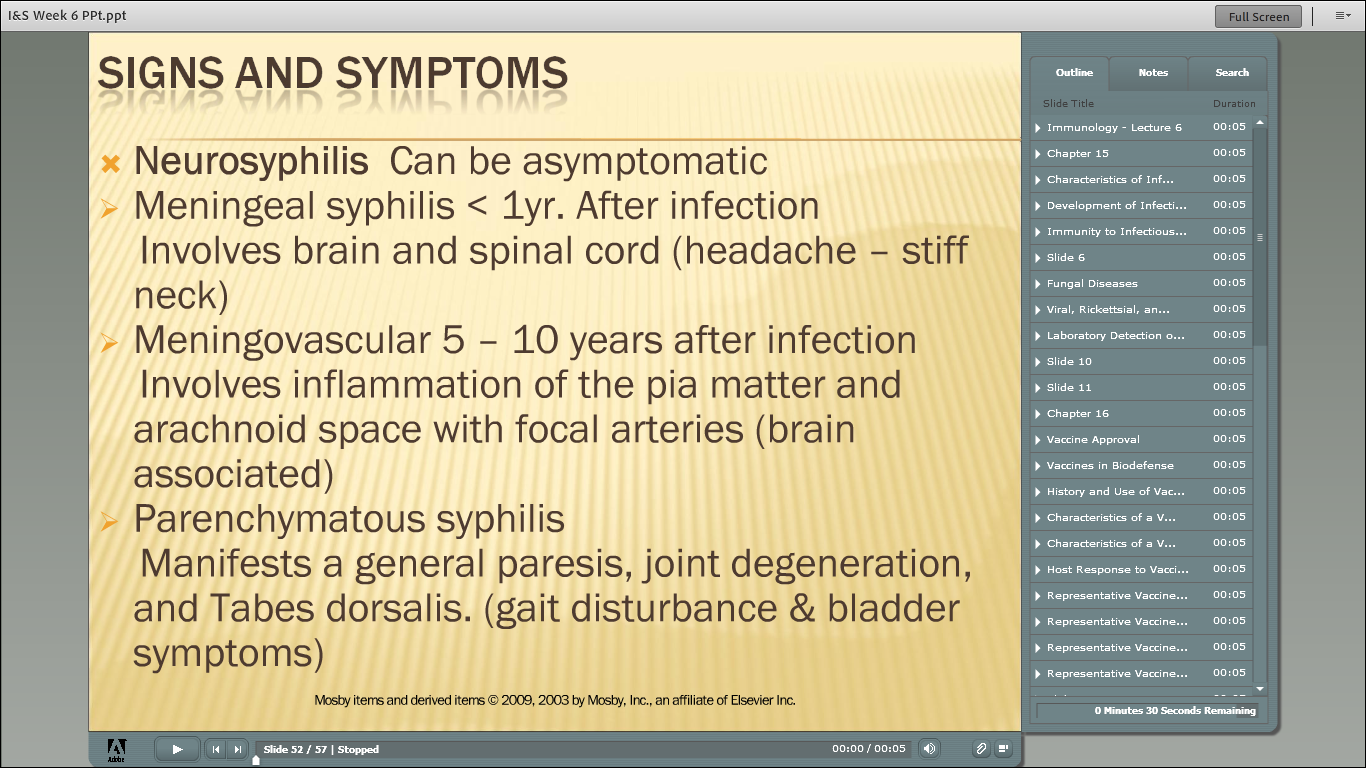 I&S Week 6 PPt.ppt
Full Screen
SIGNS AND SYMPTOMS
Neurosyphilis Can be asymptomatic
Meningeal syphilis < 1yr. After infection
Involves brain and spinal cord (headache – stiff
neck)
Meningovascular 5 – 10 years after infection
Involves inflammation of the pia matter and
arachnoid space with focal arteries (brain
associated)
Parenchymatous syphilis
Manifests a general paresis, joint degeneration,
and Tabes dorsalis. (gait disturbance & bladder
symptoms)
Mosby items and derived items © 2009, 2003 by Mosby, Inc., an affiliate of Elsevier Inc.
Outline Notes Search
Slide Title Duration
Immunology - Lecture 6 00:05
Chapter 15 00:05
Characteristics of Inf... 00:05
Development of Infecti... 00:05
Immunity to Infectious... 00:05
Slide 6 00:05
Fungal Diseases 00:05
Viral, Rickettsial, an... 00:05
Laboratory Detection o... 00:05
Slide 10 00:05
Slide 11 00:05
Chapter 16 00:05
Vaccine Approval 00:05
Vaccines in Biodefense 00:05
History and Use of Vac... 00:05
Characteristics of a V... 00:05
Characteristics of a V... 00:05
Host Response to Vacci... 00:05
Representative Vaccine... 00:05
Representative Vaccine... 00:05
Representative Vaccine... 00:05
Representative Vaccine... 00:05
0 Minutes 30 Seconds Remaining
Adobe
Slide 52 / 57 | Stopped 00:00 / 00:05